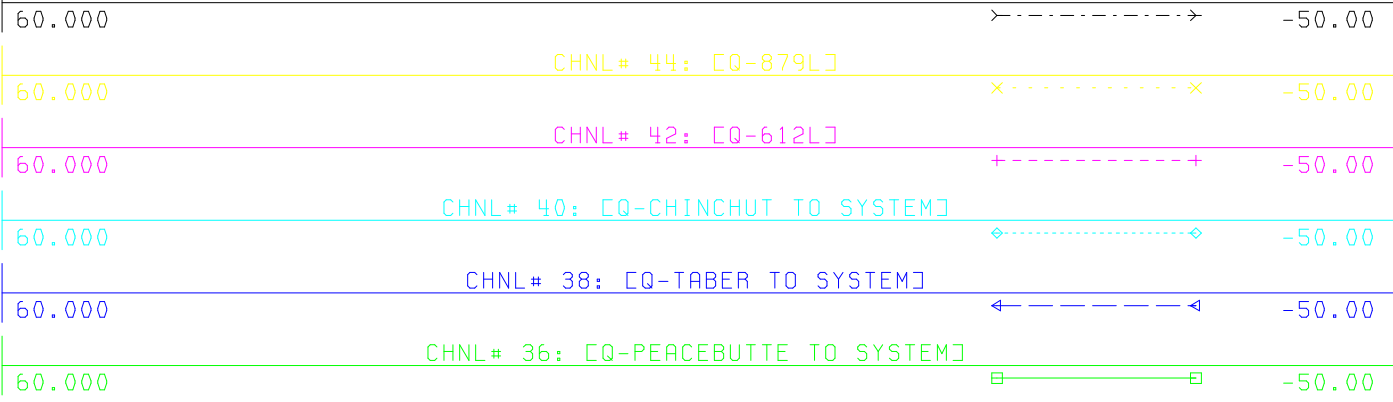 60.000 -50.00
CHNL# 44: [Q-879L]
60.000 -50.00
CHNL# 42: [Q-612L]
60.000 -50.00
CHNL# 40: [Q-CHINCHUT TO SYSTEM]
60.000 -50.00
CHNL# 38: [Q-TABER TO SYSTEM]
60.000 -50.00
CHNL# 36: [Q-PEACEBUTTE TO SYSTEM]
60.000 -50.00